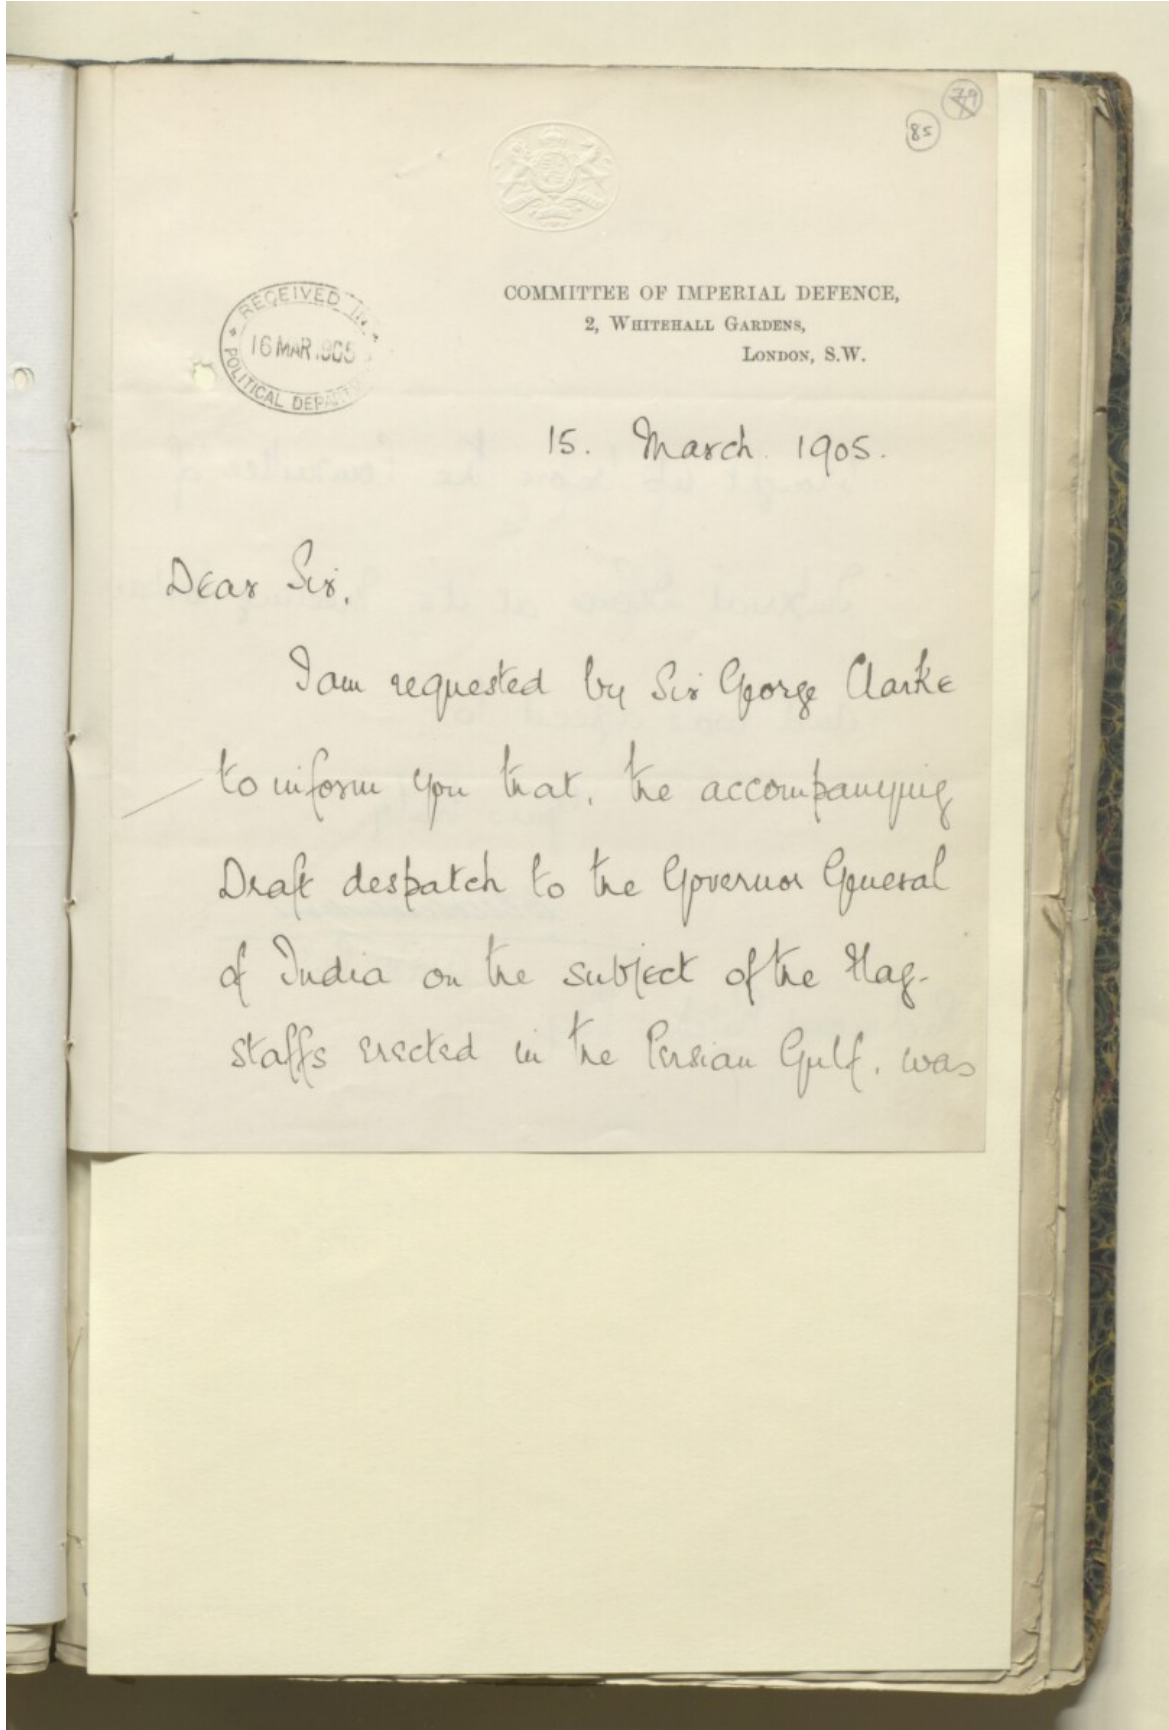 79
85
RECEIVED IN
16 MAR 1905
POLITICAL DEPART
COMMITTEE OF IMPERIAL DEFENCE,
2, WHITEHALL GARDENS,
LONDON, S.W.
15. March. 1905.
Dear Sir,
I am requested by Sir George Clarke
to inform you that, the accompanying
Draft despatch to the Governor General
of India on the subject of the Flag-
staffs erected in the Persian Gulf, was